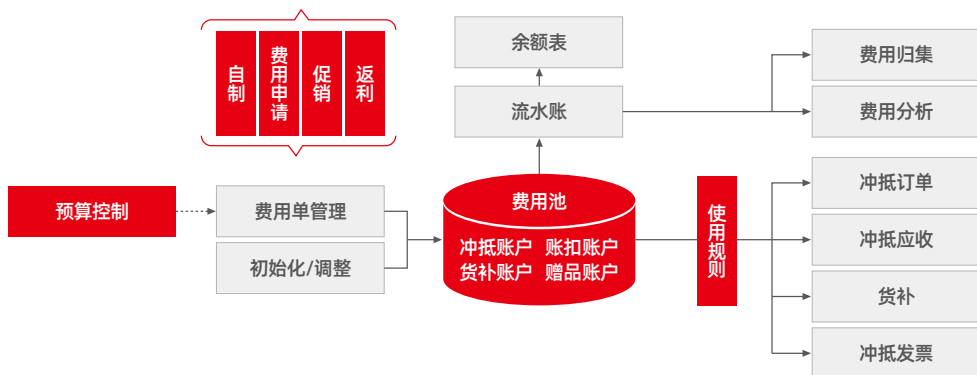 自制
费用申请
促销
返利
余额表
流水账
费用归集
费用分析
预算控制
费用单管理
初始化/调整
费用池
冲抵账户 账扣账户
货补账户 赠品账户
使用规则
冲抵订单
冲抵应收
货补
冲抵发票